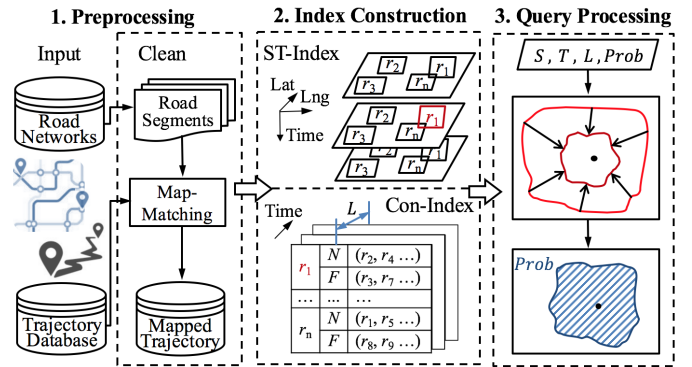 1. Preprocessing
Input
Clean
Road
Networks
Road
Segments
Map-
Matching
Trajectory
Database
Mapped
Trajectory
2. Index Construction
ST-Index
Lat
Lng
Time
r2
r1
r3
rn
r2
r1
r3
rn
r2
r1
r3
rn
Time
L
Con-Index
r1
N
(r2, r4 ...)
F
(r3, r7 ...)
...
...
...
rn
N
(r1, r5 ...)
F
(r8, r9 ...)
3. Query Processing
S , T , L , Prob
Prob